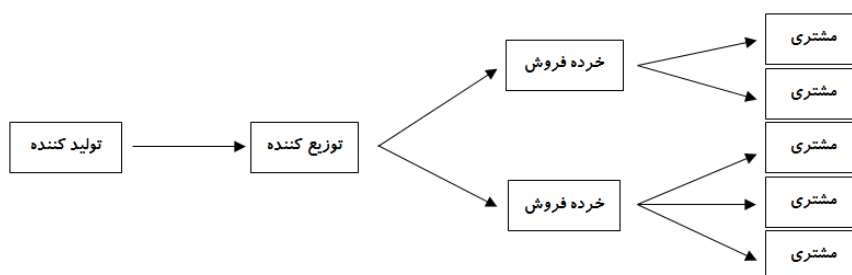 تولید کننده
توزیع کننده
خرده فروش
خرده فروش
مشتری
مشتری
مشتری
مشتری
مشتری